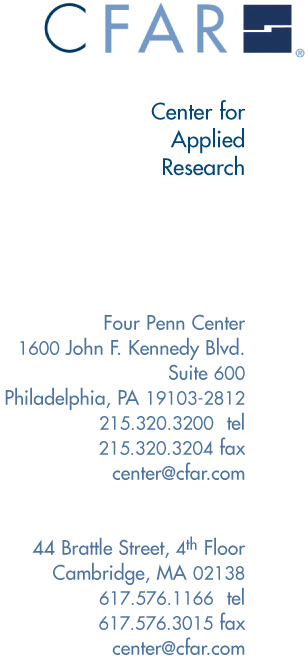 CFAR ®
Center for
Applied
Research
Four Penn Center
1600 John F. Kennedy Blvd.
Suite 600
Philadelphia, PA 19103-2812
215.320.3200 tel
215.320.3204 fax
center@cfar.com
44 Brattle Street, 4th Floor
Cambridge, MA 02138
617.576.1166 tel
617.576.3015 fax
center@cfar.com